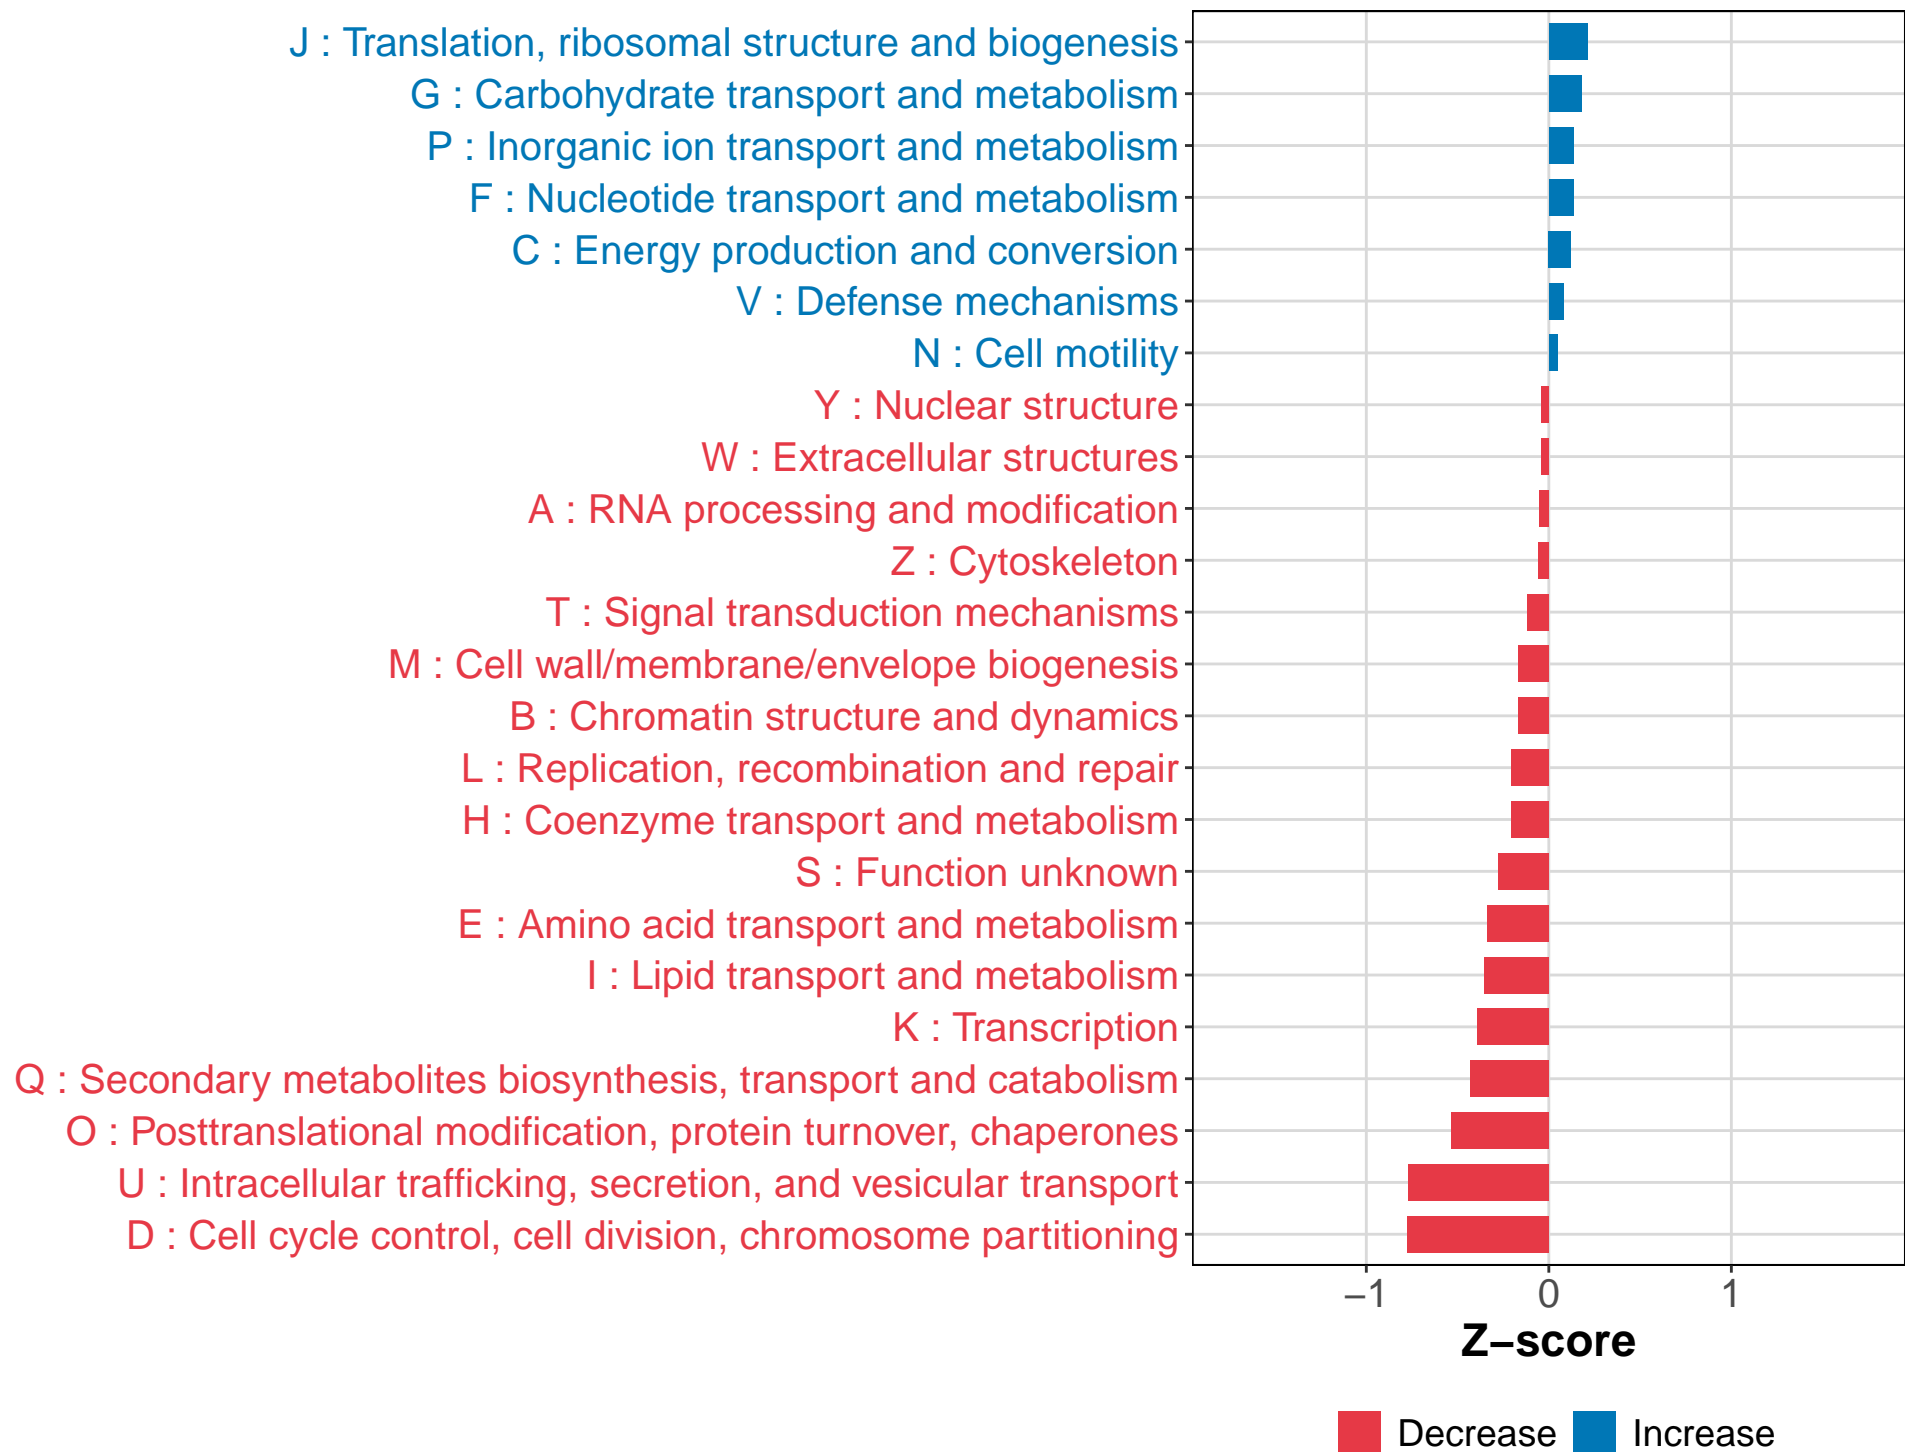 J : Translation, ribosomal structure and biogenesis
G : Carbohydrate transport and metabolism
P : Inorganic ion transport and metabolism
F : Nucleotide transport and metabolism
C : Energy production and conversion
V : Defense mechanisms
N : Cell motility
Y : Nuclear structure
W : Extracellular structures
A : RNA processing and modification
Z : Cytoskeleton
T : Signal transduction mechanisms
M : Cell wall/membrane/envelope biogenesis
B : Chromatin structure and dynamics
L : Replication, recombination and repair
H : Coenzyme transport and metabolism
S : Function unknown
E : Amino acid transport and metabolism
I : Lipid transport and metabolism
K : Transcription
Q : Secondary metabolites biosynthesis, transport and catabolism
O : Posttranslational modification, protein turnover, chaperones
U : Intracellular trafficking, secretion, and vesicular transport
D : Cell cycle control, cell division, chromosome partitioning
−1 0 1
Z−score
Decrease Increase